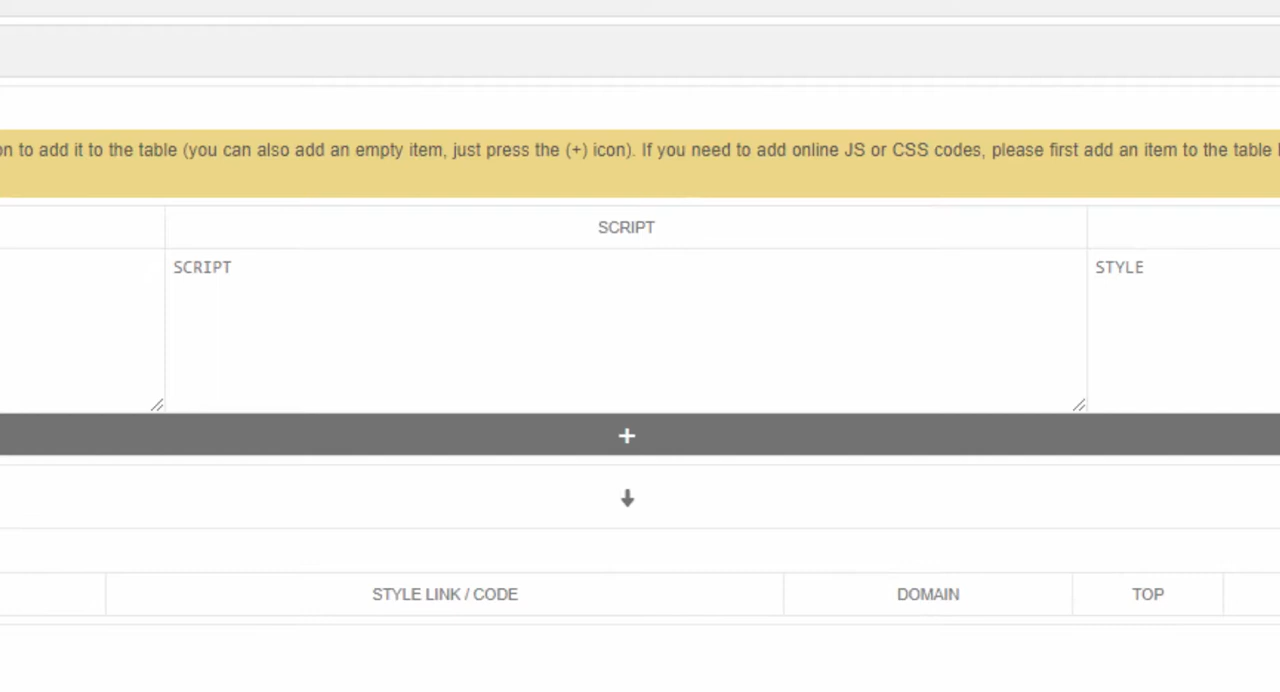 on to add it to the table (you can also add an empty item, just press the (+) icon). If you need to add online JS or CSS codes, please first add an item to the table
SCRIPT
SCRIPT
STYLE
+
STYLE LINK / CODE
DOMAIN
TOP